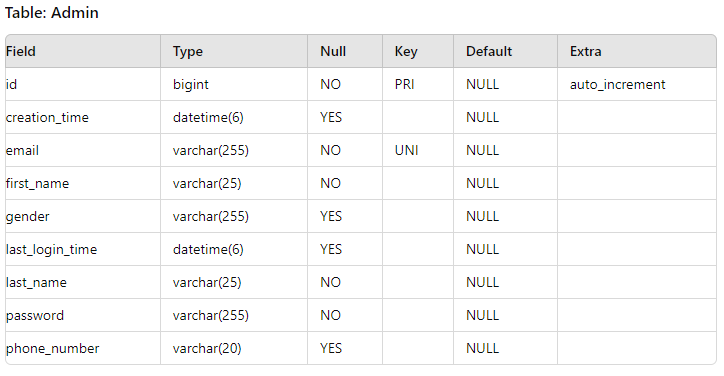 Table: Admin
Field Type Null Key Default Extra
id bigint NO PRI NULL auto_increment
creation_time datetime(6) YES NULL
email varchar(255) NO UNI NULL
first_name varchar(25) NO NULL
gender varchar(255) YES NULL
last_login_time datetime(6) YES NULL
last_name varchar(25) NO NULL
password varchar(255) NO NULL
phone_number varchar(20) YES NULL